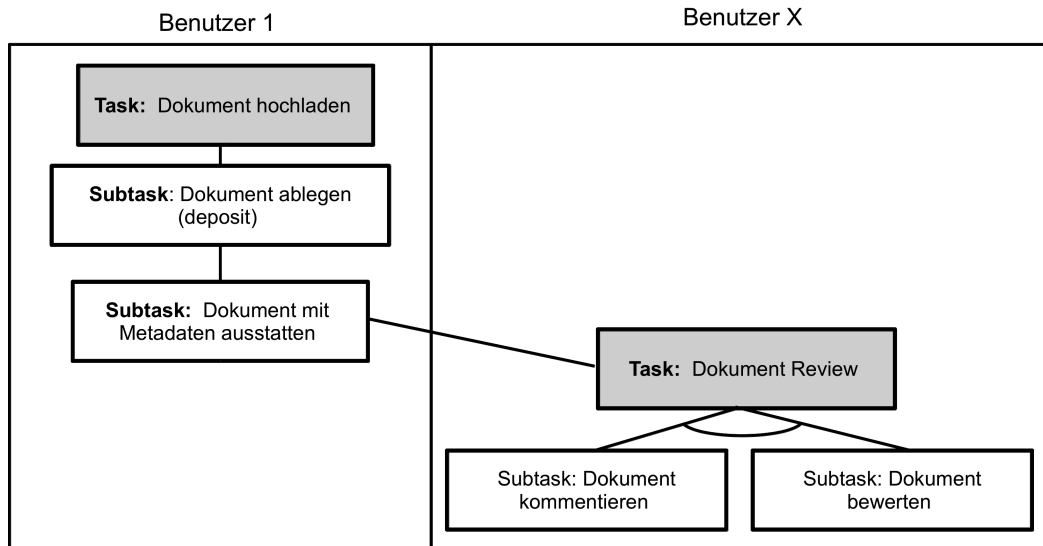 Benutzer 1
Benutzer X
Task: Dokument hochladen
Subtask: Dokument ablegen
(deposit)
Subtask: Dokument mit
Metadaten ausstatten
Task: Dokument Review
Subtask: Dokument
kommentieren
Subtask: Dokument
bewerten